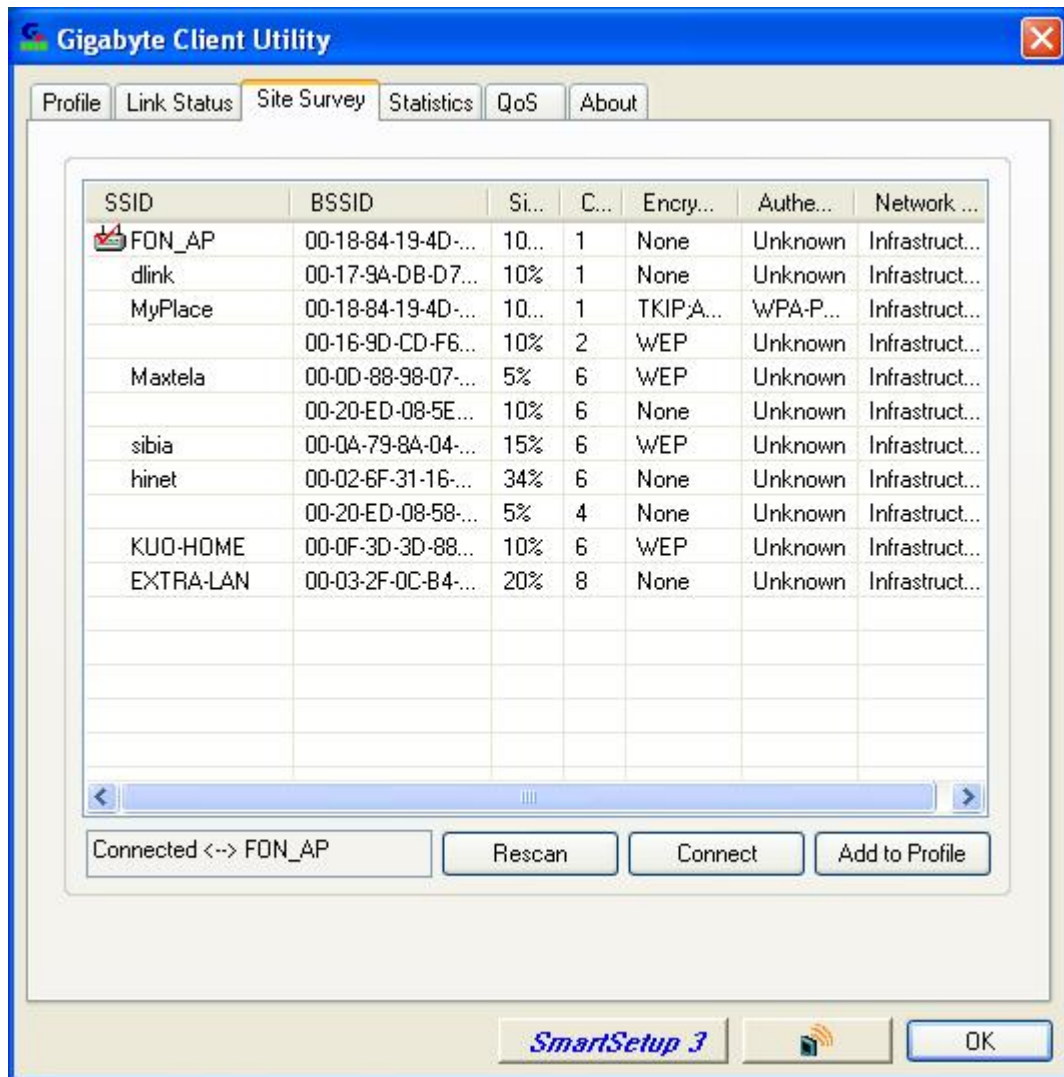 Gigabyte Client Utility
Profile Link Status Site Survey Statistics QoS About
SSID BSSID Si... C... Encry... Authe... Network ...
FON_AP 00-18-84-19-4D-... 10... 1 None Unknown Infrastruct...
dlink 00-17-9A-DB-D7... 10% 1 None Unknown Infrastruct...
MyPlace 00-18-84-19-4D-... 10... 1 TKIP;A... WPA-P... Infrastruct...
00-16-9D-CD-F6... 10% 2 WEP Unknown Infrastruct...
Maxtela 00-0D-88-98-07-... 5% 6 WEP Unknown Infrastruct...
00-20-ED-08-5E... 10% 6 None Unknown Infrastruct...
sibia 00-0A-79-8A-04-... 15% 6 WEP Unknown Infrastruct...
hinet 00-02-6F-31-16-... 34% 6 None Unknown Infrastruct...
00-20-ED-08-58-... 5% 4 None Unknown Infrastruct...
KUO-HOME 00-0F-3D-3D-88... 10% 6 WEP Unknown Infrastruct...
EXTRA-LAN 00-03-2F-0C-B4-... 20% 8 None Unknown Infrastruct...
Connected <--> FON_AP Rescan Connect Add to Profile
SmartSetup 3 OK